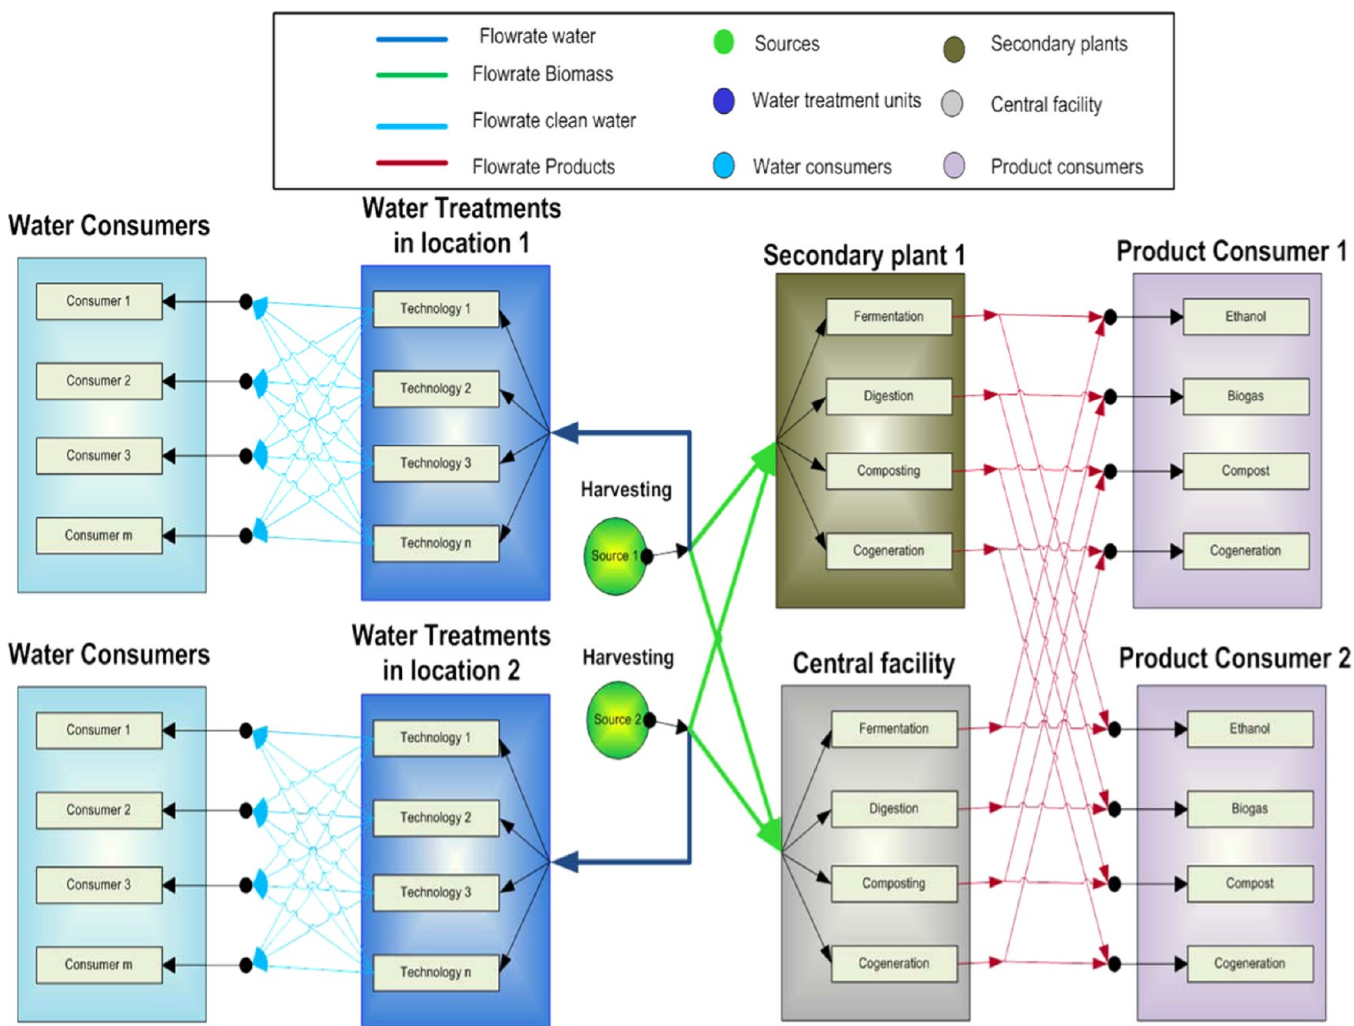 Flowrate water
Flowrate Biomass
Flowrate clean water
Flowrate Products
Sources
Water treatment units
Water consumers
Secondary plants
Central facility
Product consumers
Water Consumers
Consumer 1
Consumer 2
Consumer 3
Consumer m
Water Treatments
in location 1
Technology 1
Technology 2
Technology 3
Technology n
Harvesting
Source 1
Secondary plant 1
Fermentation
Digestion
Composting
Cogeneration
Product Consumer 1
Ethanol
Biogas
Compost
Cogeneration
Water Consumers
Consumer 1
Consumer 2
Consumer 3
Consumer m
Water Treatments
in location 2
Technology 1
Technology 2
Technology 3
Technology n
Harvesting
Source 2
Central facility
Fermentation
Digestion
Composting
Cogeneration
Product Consumer 2
Ethanol
Biogas
Compost
Cogeneration